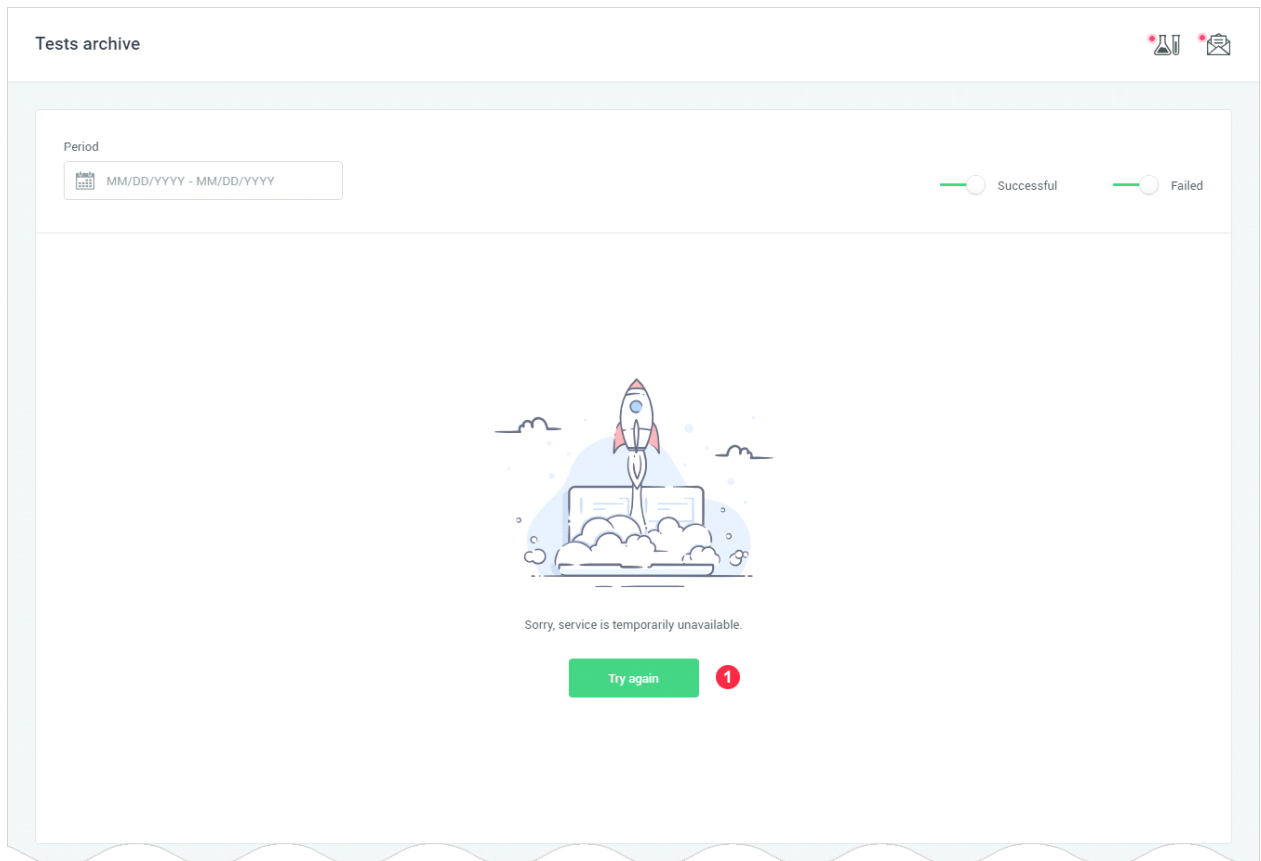 Tests archive
Period
MM/DD/YYYY - MM/DD/YYYY
Successful
Failed
Sorry, service is temporarily unavailable.
Try again
1